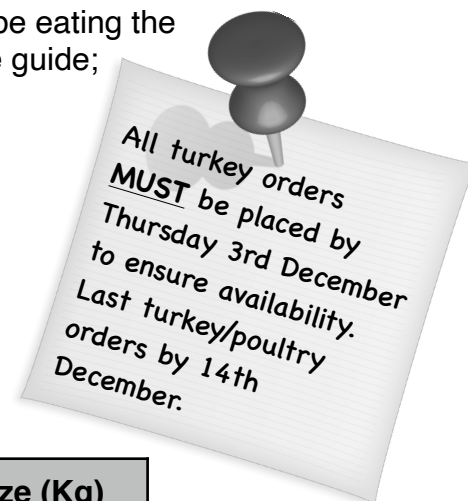 be eating the
guide;
All turkey orders
MUST be placed by
Thursday 3rd December
to ensure availability.
Last turkey/poultry
orders by 14th
December.
(Kg)